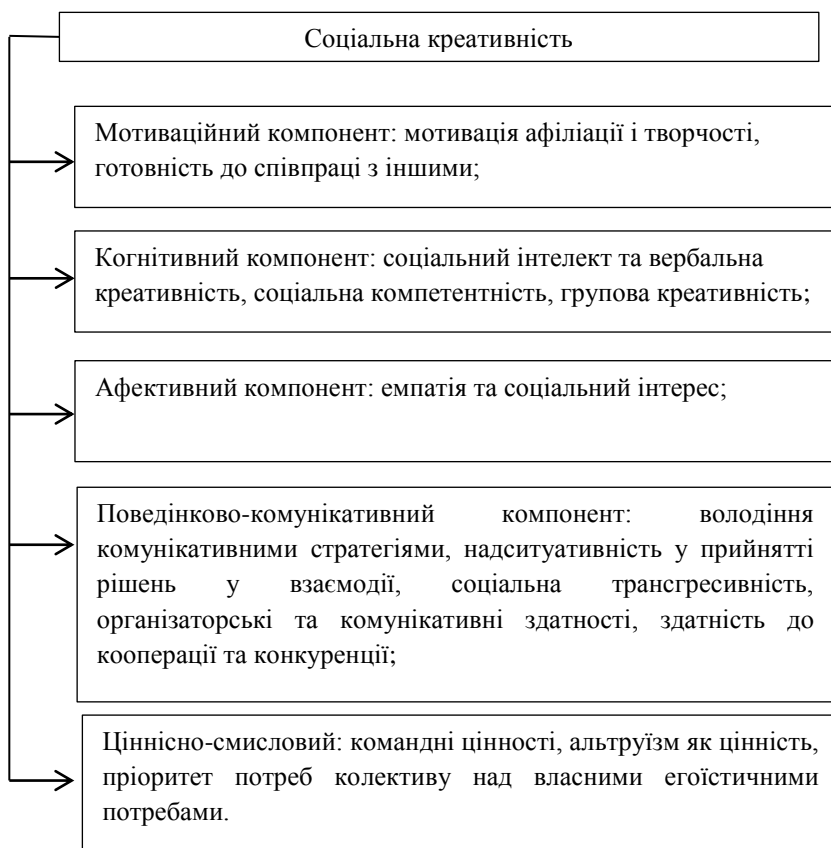 Соціальна креативність
Мотиваційний компонент: мотивація афіліації і творчості,
готовність до співпраці з іншими;
Когнітивний компонент: соціальний інтелект та вербальна
креативність, соціальна компетентність, групова креативність;
Афективний компонент: емпатія та соціальний інтерес;
Поведінково-комунікативний компонент: володіння
комунікативними стратегіями, надситуативність у прийнятті
рішень у взаємодії, соціальна трансгресивність,
організаторські та комунікативні здатності, здатність до
кооперації та конкуренції;
Ціннісно-смисловий: командні цінності, альтруїзм як цінність,
пріоритет потреб колективу над власними егоїстичними
потребами.